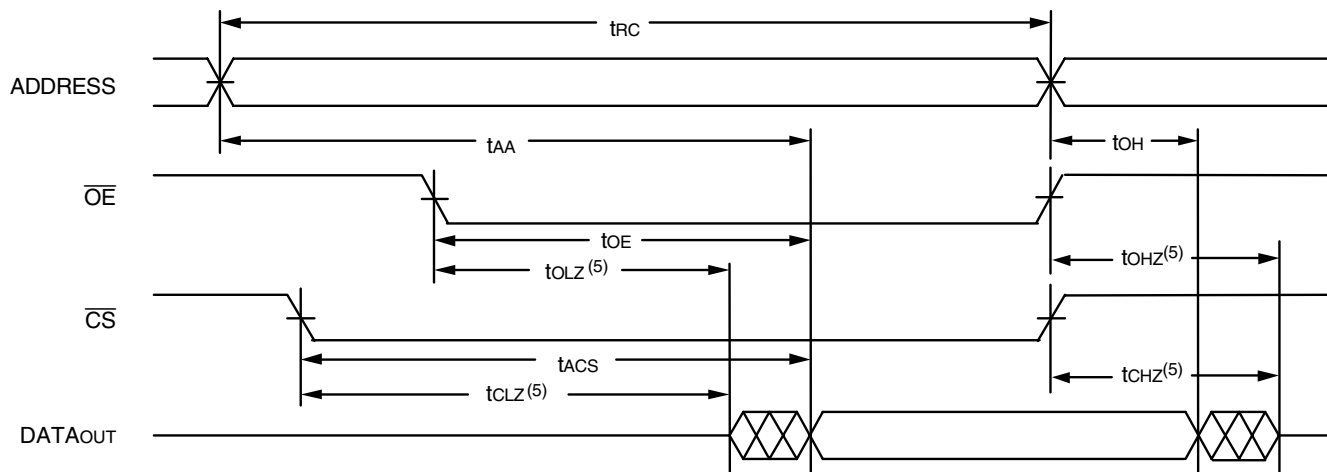 tRC
ADDRESS
tAA
tOH
OE
tOE
tOLZ (5)
tOHZ(5)
CS
tACS
tCLZ (5)
tCHZ(5)
DATAOUT